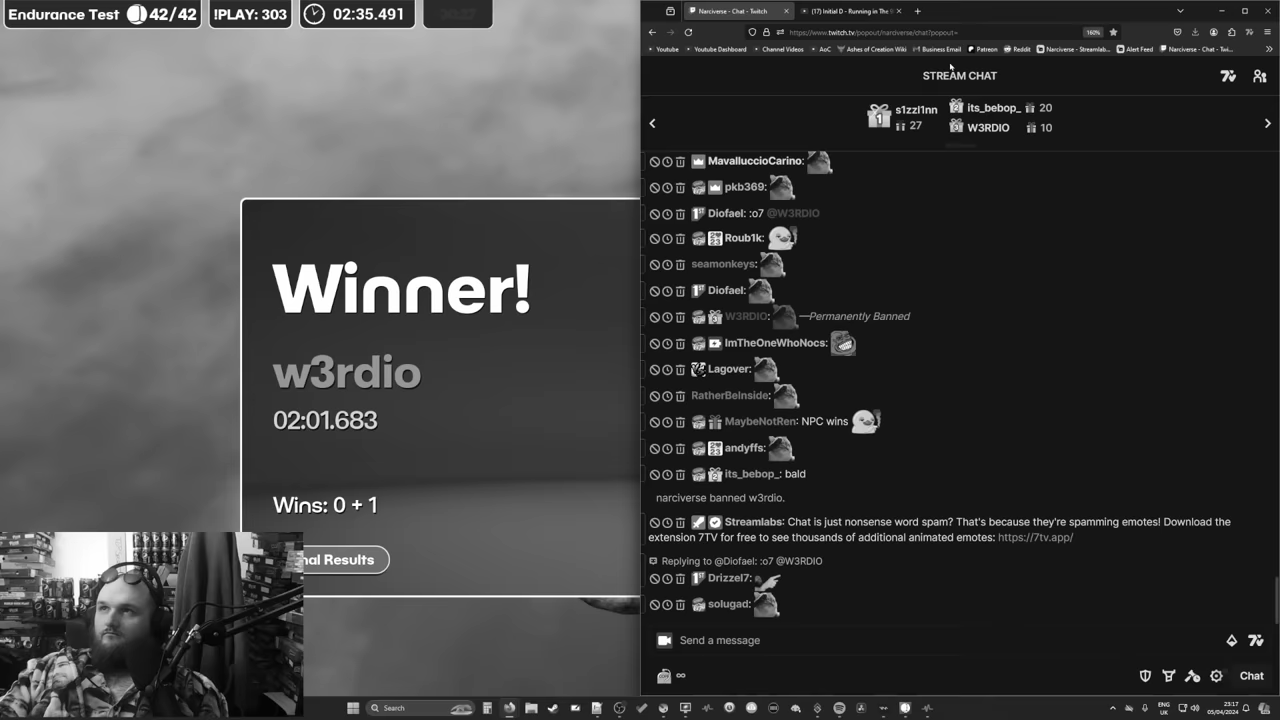 Endurance Test 42/42 !PLAY: 303 02:35.491
Winner!
w3rdio
02:01.683
Wins: 0 + 1
nal Results
Narciverse - Chat - Twitch
(17) Initial D - Running in The
https://www.twitch.tv/popout/narciverse/chat?popout=
160%
Youtube Youtube Dashboard Channel Videos AoC Ashes of Creation Wiki Business Email Patreon Reddit Narciverse - Streamlab... Alert Feed Narciverse - Chat - Twi...
STREAM CHAT
1 s1zzl1nn 27
its_bebop_ 20
W3RDIO 10
MavalluccioCarino:
pkb369:
Diofael: :o7 @W3RDIO
Roub1k:
seamonkeys:
Diofael:
W3RDIO: —Permanently Banned
ImTheOneWhoNocs:
Lagover:
RatherBeInside:
MaybeNotRen: NPC wins
andyffs:
its_bebop_: bald
narciverse banned w3rdio.
Streamlabs: Chat is just nonsense word spam? That's because they're spamming emotes! Download the
extension 7TV for free to see thousands of additional animated emotes: https://7tv.app/
Replying to @Diofael: :o7 @W3RDIO
Drizzel7:
solugad:
Send a message
Chat
Search
ENG
UK
23:17
05/04/2024